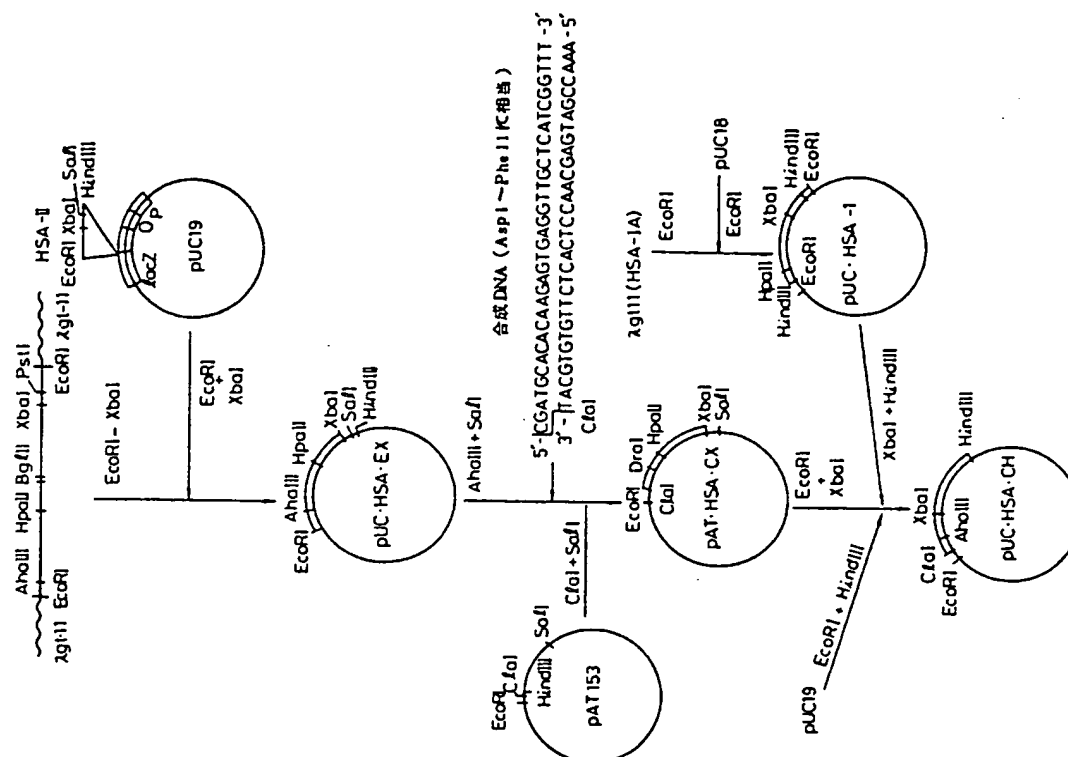 HSA-II
EcoRI XbaI SalI
HindIII
lacZ
O
P
pUC19
λgt-11 EcoRI
AhaIII HpaII BglII XbaI PstI
EcoRI λgt-11
EcoRI - XbaI
EcoRI
+
XbaI
EcoRI
AhaIII
HpaII
XbaI
SalI
HindIII
pUC·HSA·EX
AhaIII + SalI
合成DNA (Asp1~Phe11に相当)
5'-CGATGCACACAAGAGTGAGGTTGCTCATCGGTTT-3'
3'-TACGTGTGTTCTCACTCCAACGAGTAGCCAAA-5'
ClaI
ClaI + SalI
EcoRI
ClaI
HindIII
SalI
pAT153
EcoRI
ClaI
DraI
HpaII
XbaI
SalI
pAT·HSA·CX
EcoRI
+
XbaI
λgt11 (HSA-1A)
EcoRI
pUC18
EcoRI
HindIII
HpaII
EcoRI
XbaI
HindIII
EcoRI
pUC·HSA-1
XbaI + HindIII
pUC19
EcoRI + HindIII
EcoRI
ClaI
AhaIII
XbaI
HindIII
pUC·HSA·CH